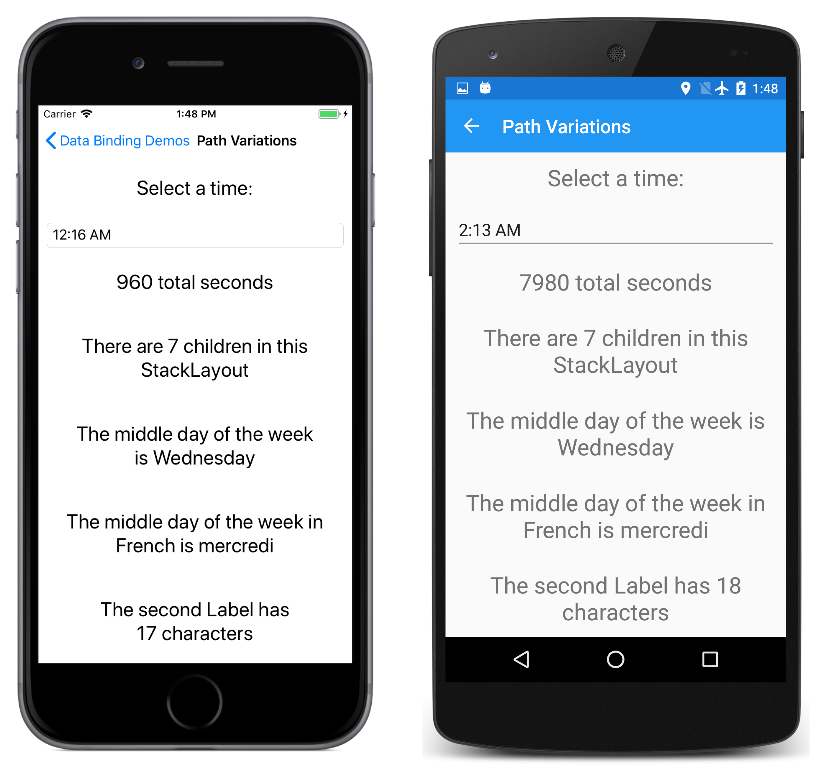 Carrier 1:48 PM
Data Binding Demos Path Variations
Select a time:
12:16 AM
960 total seconds
There are 7 children in this
StackLayout
The middle day of the week
is Wednesday
The middle day of the week in
French is mercredi
The second Label has
17 characters
1:48
Path Variations
Select a time:
2:13 AM
7980 total seconds
There are 7 children in this
StackLayout
The middle day of the week is
Wednesday
The middle day of the week in
French is mercredi
The second Label has 18
characters